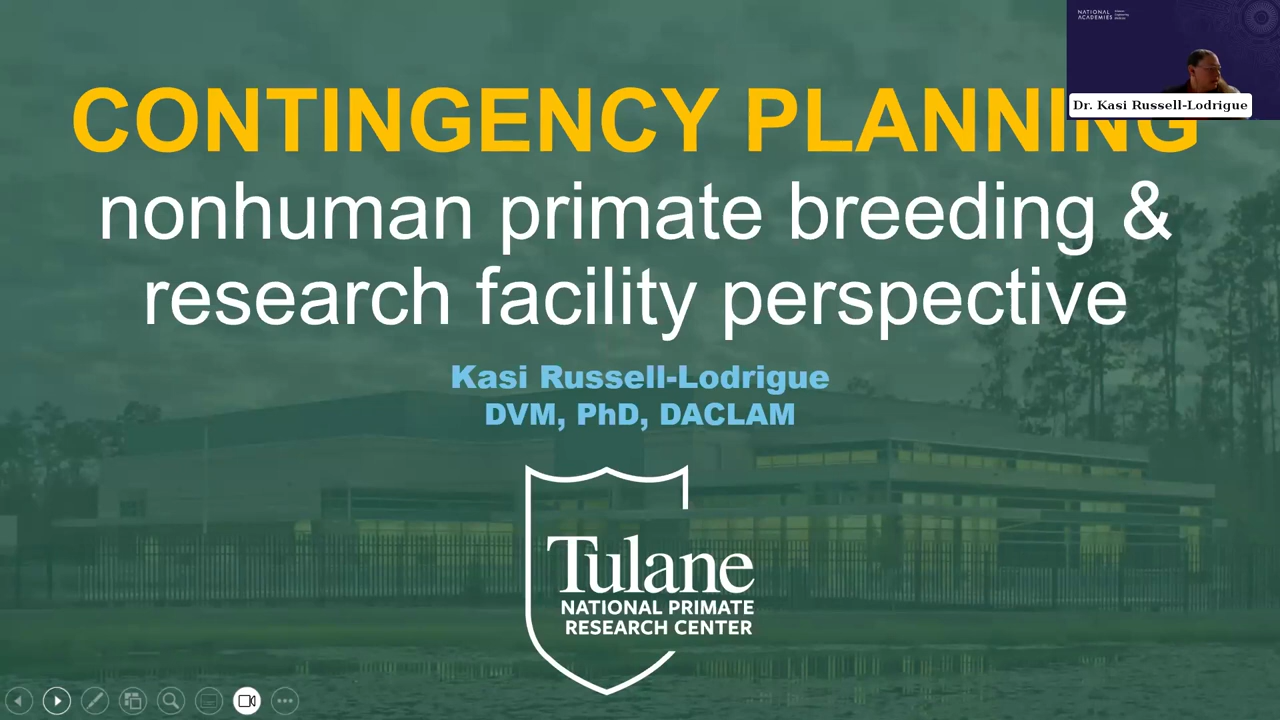 NATIONAL
ACADEMIES
Dr. Kasi Russell-Lodrigue
CONTINGENCY PLANNING
nonhuman primate breeding &
research facility perspective
Kasi Russell-Lodrigue
DVM, PhD, DACLAM
Tulane
NATIONAL PRIMATE
RESEARCH CENTER